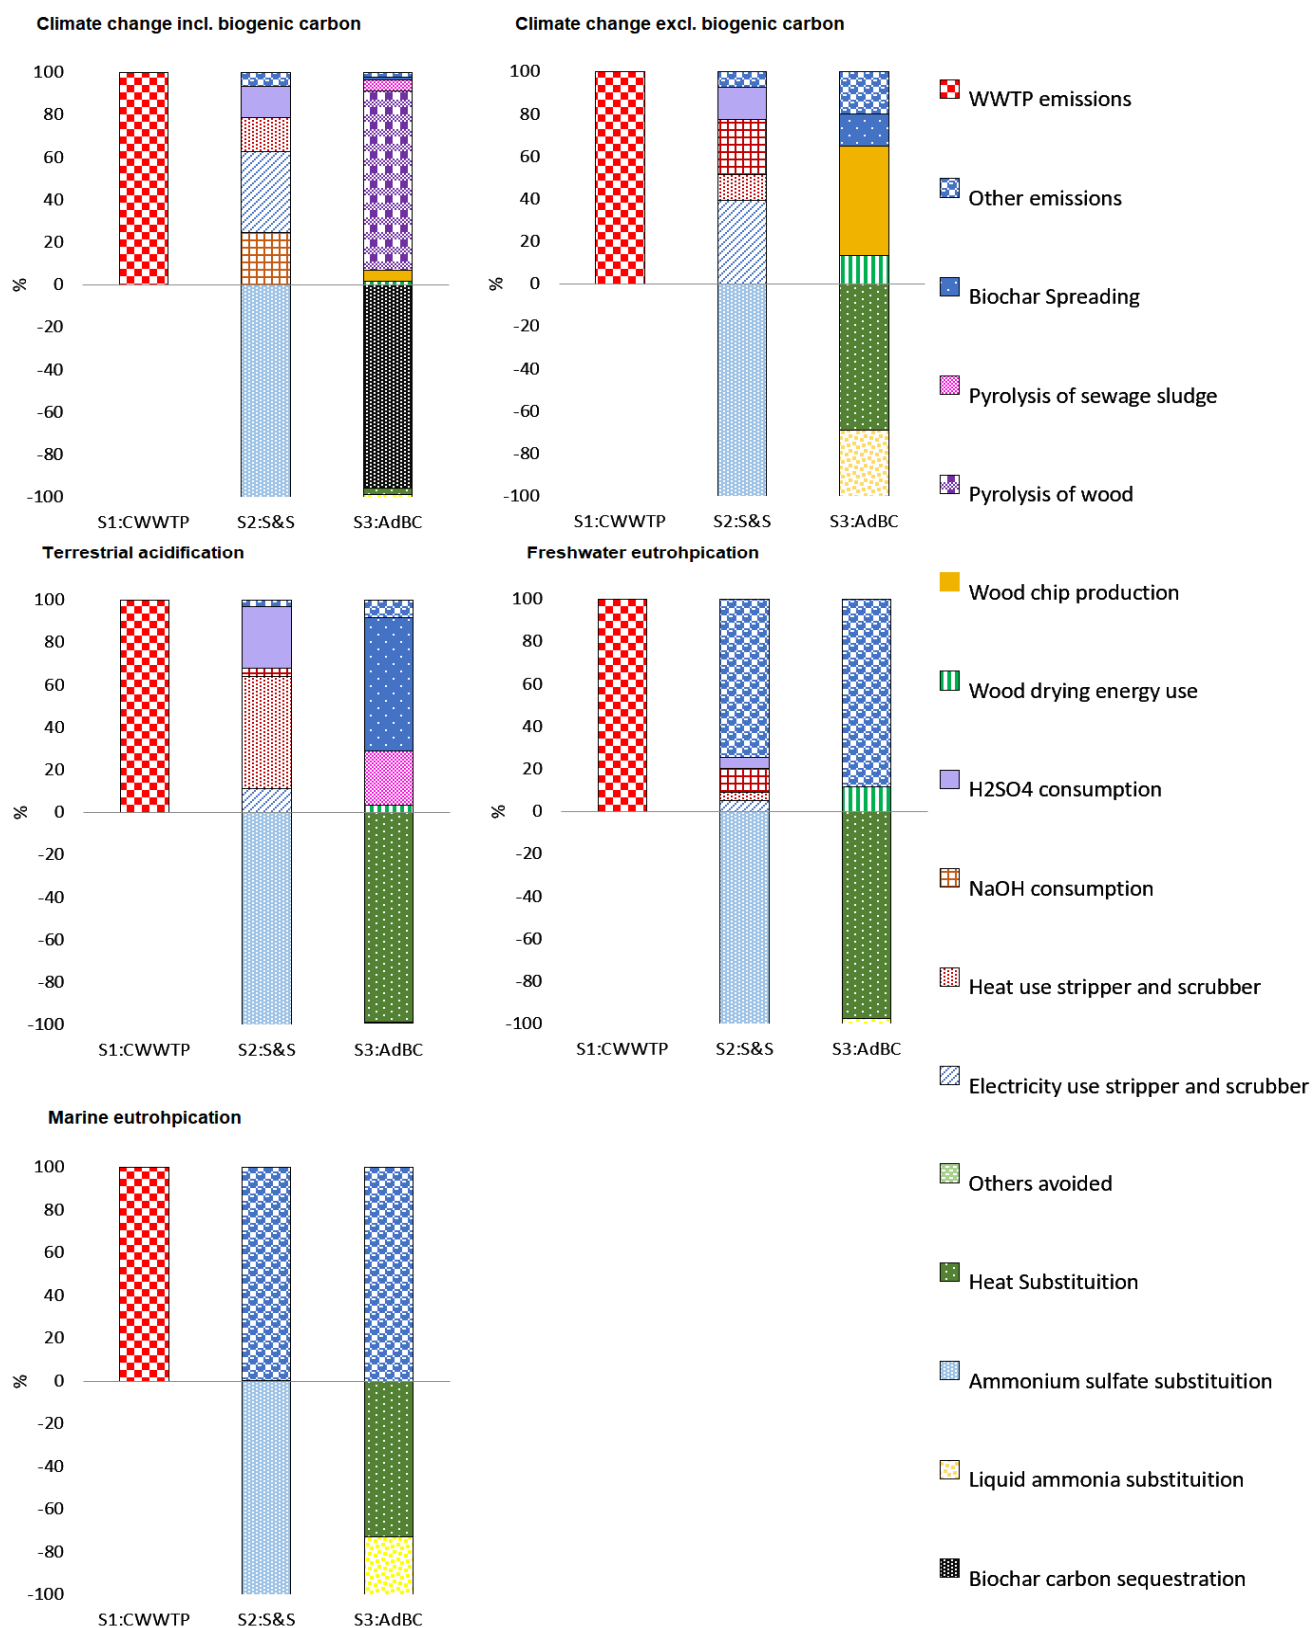 Climate change incl. biogenic carbon
100
80
60
40
20
0
-20
-40
-60
-80
-100
%
S1:CWWTP S2:S&S S3:AdBC
Climate change excl. biogenic carbon
100
80
60
40
20
0
-20
-40
-60
-80
-100
%
S1:CWWTP S2:S&S S3:AdBC
Terrestrial acidification
100
80
60
40
20
0
-20
-40
-60
-80
-100
%
S1:CWWTP S2:S&S S3:AdBC
Freshwater eutrohpication
100
80
60
40
20
0
-20
-40
-60
-80
-100
%
S1:CWWTP S2:S&S S3:AdBC
Marine eutrohpication
100
80
60
40
20
0
-20
-40
-60
-80
-100
%
S1:CWWTP S2:S&S S3:AdBC
WWTP emissions
Other emissions
Biochar Spreading
Pyrolysis of sewage sludge
Pyrolysis of wood
Wood chip production
Wood drying energy use
H2SO4 consumption
NaOH consumption
Heat use stripper and scrubber
Electricity use stripper and scrubber
Others avoided
Heat Substituition
Ammonium sulfate substituition
Liquid ammonia substituition
Biochar carbon sequestration